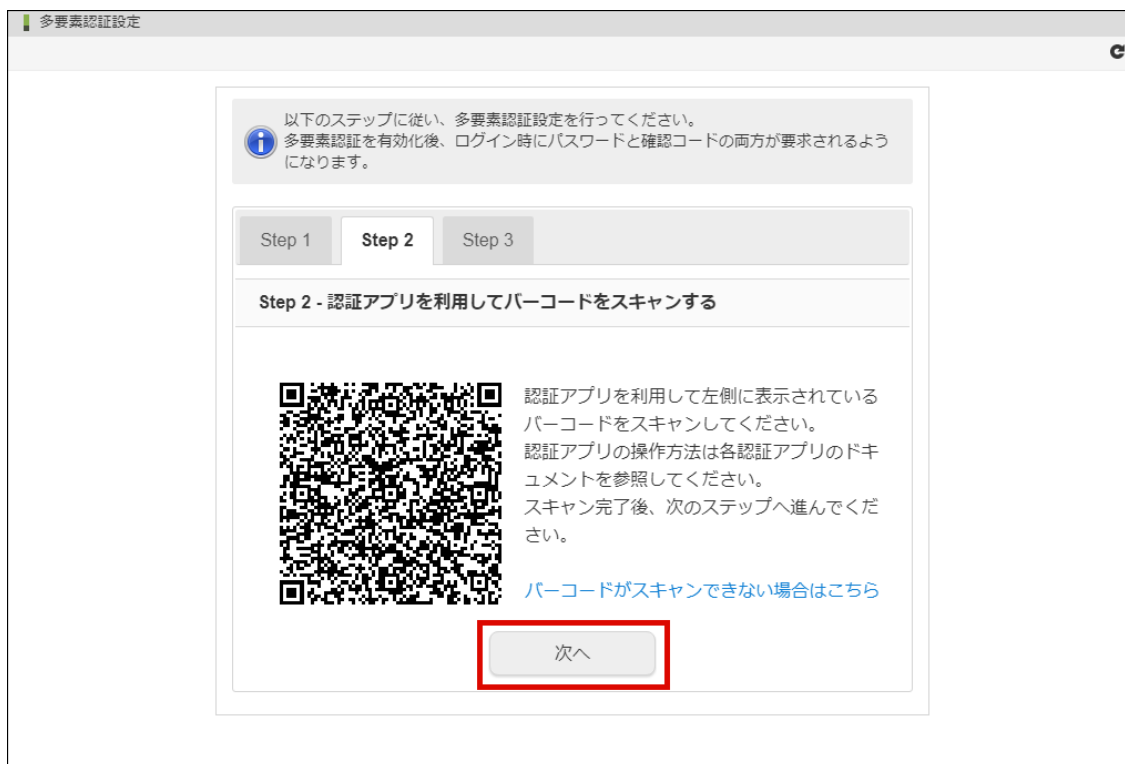 多要素認証設定
以下のステップに従い、多要素認証設定を行ってください。
多要素認証を有効化後、ログイン時にパスワードと確認コードの両方が要求されるよう
になります。
Step 1
Step 2
Step 3
Step 2 - 認証アプリを利用してバーコードをスキャンする
認証アプリを利用して左側に表示されている
バーコードをスキャンしてください。
認証アプリの操作方法は各認証アプリのドキ
ュメントを参照してください。
スキャン完了後、次のステップへ進んでくだ
さい。
バーコードがスキャンできない場合はこちら
次へ